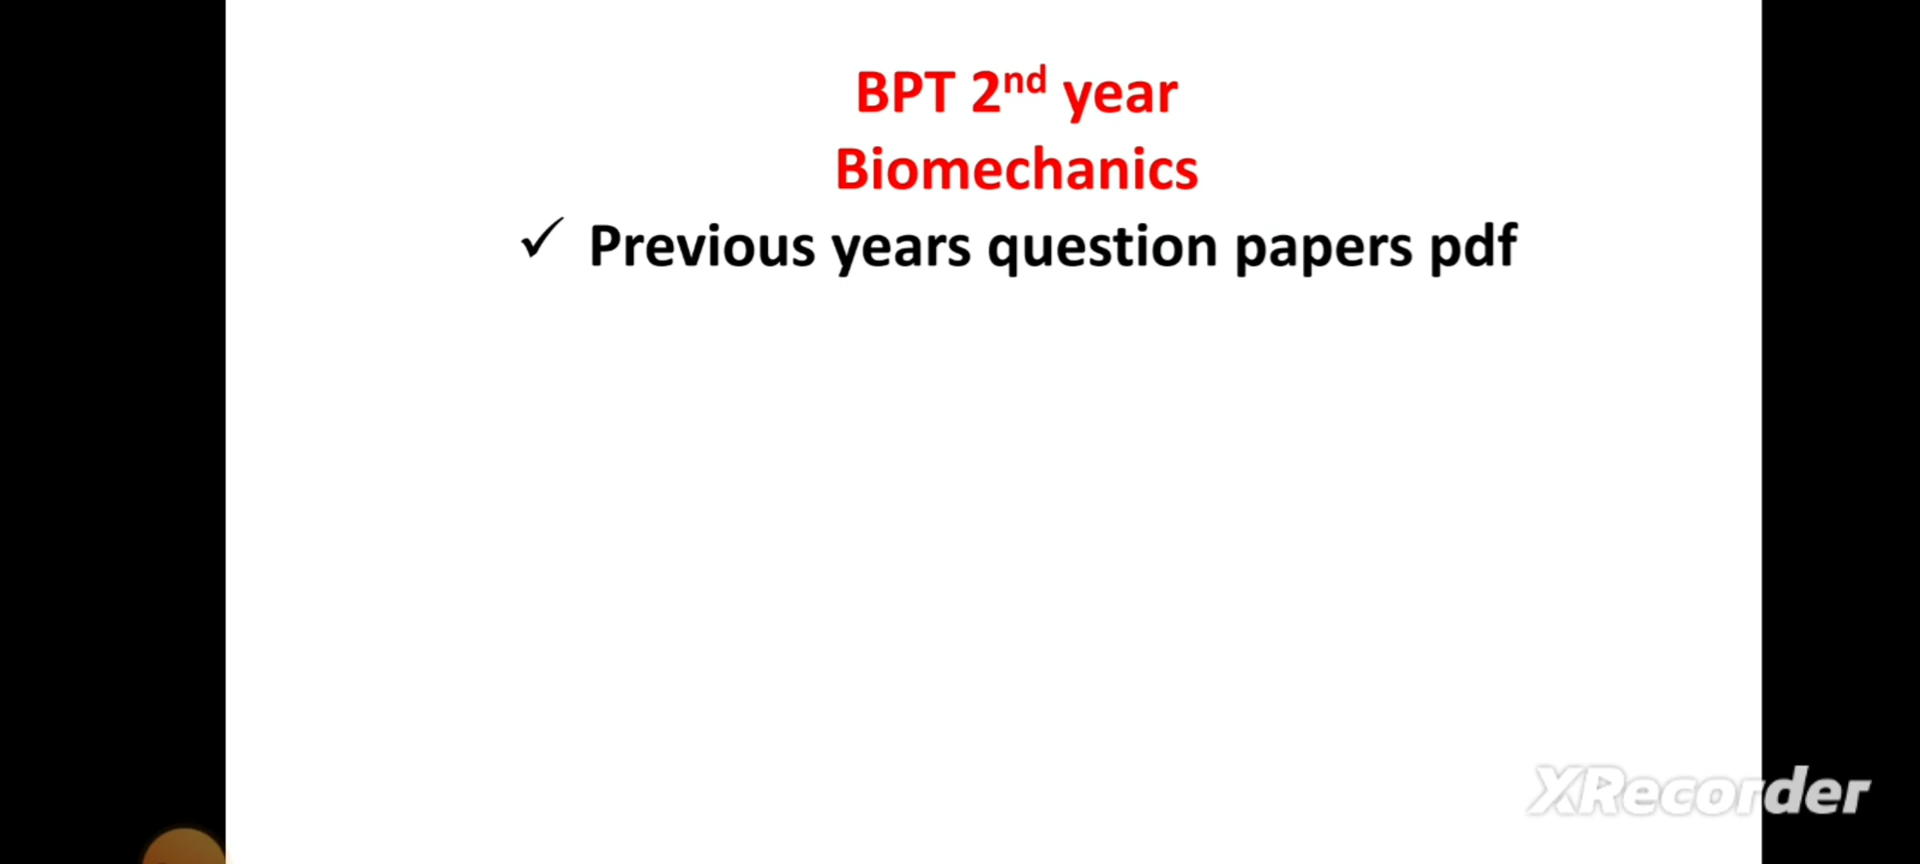 BPT 2nd year
Biomechanics
✓ Previous years question papers pdf
XRecorder